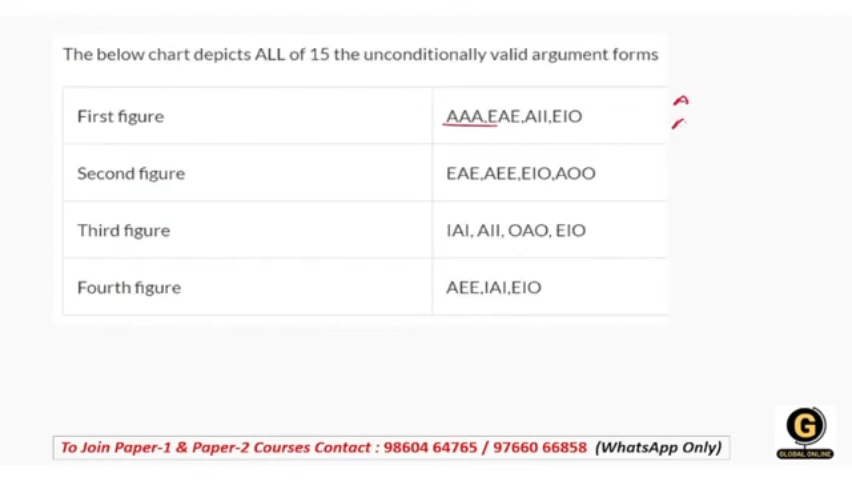 The below chart depicts ALL of 15 the unconditionally valid argument forms
First figure AAA,EAE,AII,EIO
A
Second figure EAE,AEE,EIO,AOO
Third figure IAI, AII, OAO, EIO
Fourth figure AEE,IAI,EIO
G
GLOBAL ONLINE
To Join Paper-1 & Paper-2 Courses Contact : 98604 64765 / 97660 66858 (WhatsApp Only)